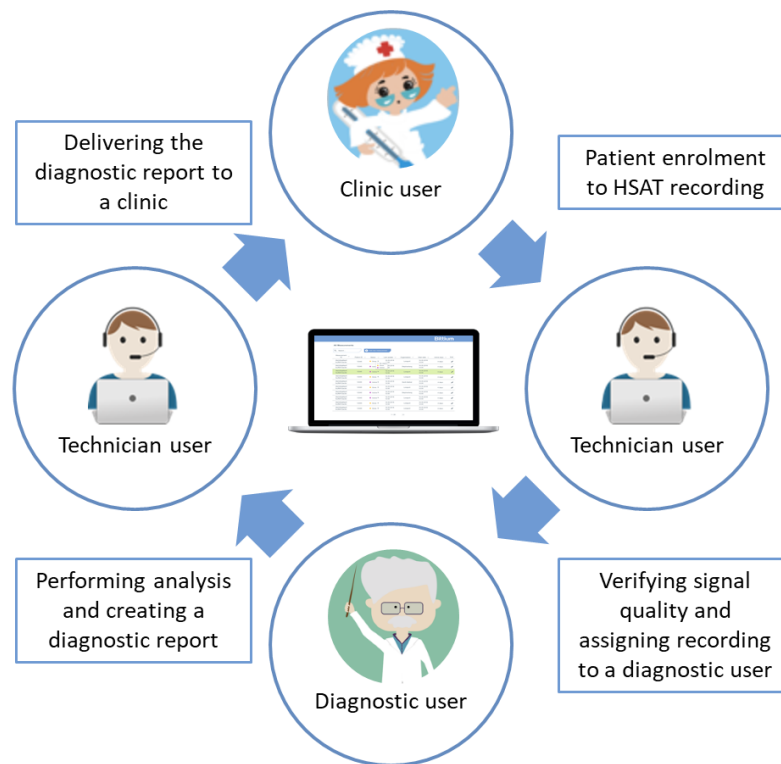 Clinic user
Delivering the
diagnostic report to
a clinic
Patient enrolment
to HSAT recording
Bittium
Technician user
Technician user
Performing analysis
and creating a
diagnostic report
Verifying signal
quality and
assigning recording
to a diagnostic user
Diagnostic user